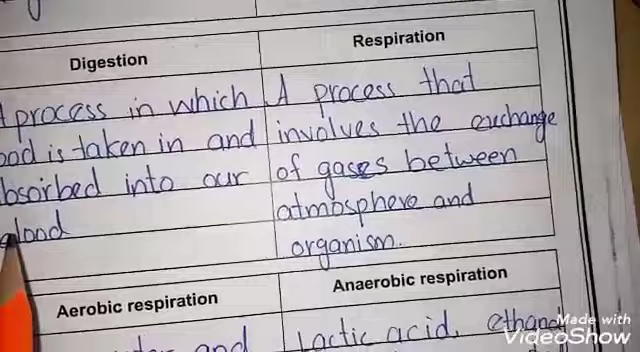 Digestion Respiration
A process in which A process that
is taken in and involves the exchange
into our of gases between
atmosphere and
organism.
Aerobic respiration Anaerobic respiration
and Lactic acid, ethanol
Made with
VideoShow